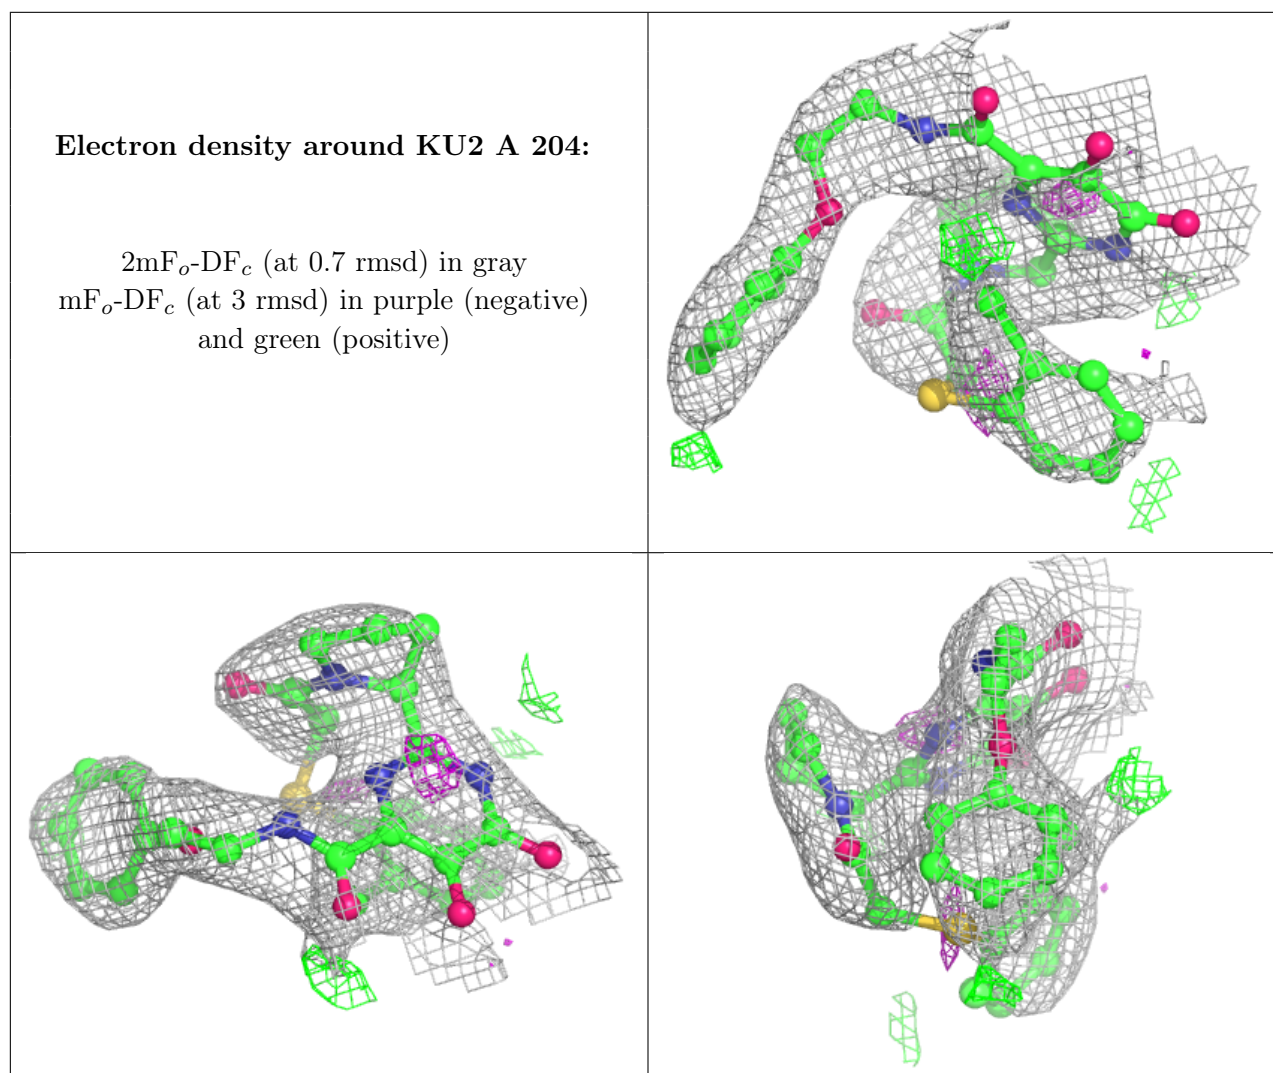 Electron density around KU2 A 204:
2mFo-DFc (at 0.7 rmsd) in gray
mFo-DFc (at 3 rmsd) in purple (negative)
and green (positive)